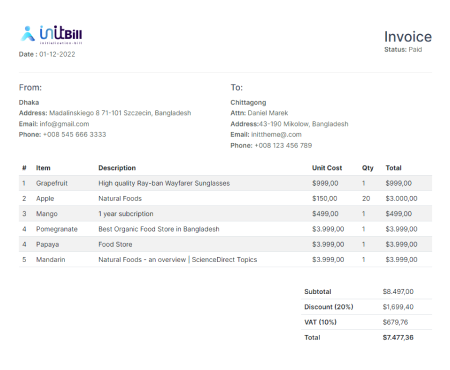 initBill
Date : 01-12-2022
Invoice
Status: Paid
From:
Dhaka
Address: Madalinskiego 8 71-101 Szczecin, Bangladesh
Email: info@gmail.com
Phone: +008 545 666 3333
To:
Chittagong
Attn: Daniel Marek
Address:43-190 Mikolow, Bangladesh
Email: inittheme@.com
Phone: +008 123 456 789
# Item Description Unit Cost Qty Total
1 Grapefruit High quality Ray-ban Wayfarer Sunglasses $999,00 1 $999,00
2 Apple Natural Foods $150,00 20 $3.000,00
3 Mango 1 year subcription $499,00 1 $499,00
4 Pomegranate Best Organic Food Store in Bangladesh $3.999,00 1 $3.999,00
4 Papaya Food Store $3.999,00 1 $3.999,00
5 Mandarin Natural Foods - an overview | ScienceDirect Topics $3.999,00 1 $3.999,00
Subtotal $8.497,00
Discount (20%) $1,699,40
VAT (10%) $679,76
Total $7.477,36